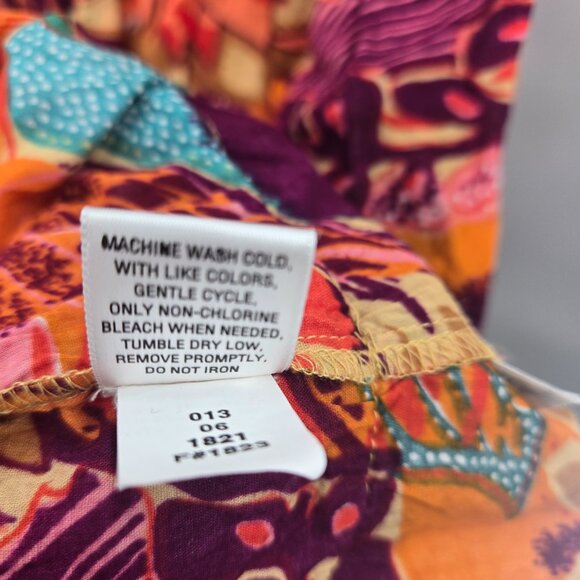 MACHINE WASH COLD,
WITH LIKE COLORS,
GENTLE CYCLE,
ONLY NON-CHLORINE
BLEACH WHEN NEEDED,
TUMBLE DRY LOW,
REMOVE PROMPTLY.
DO NOT IRON
013
06
1821
F#1823